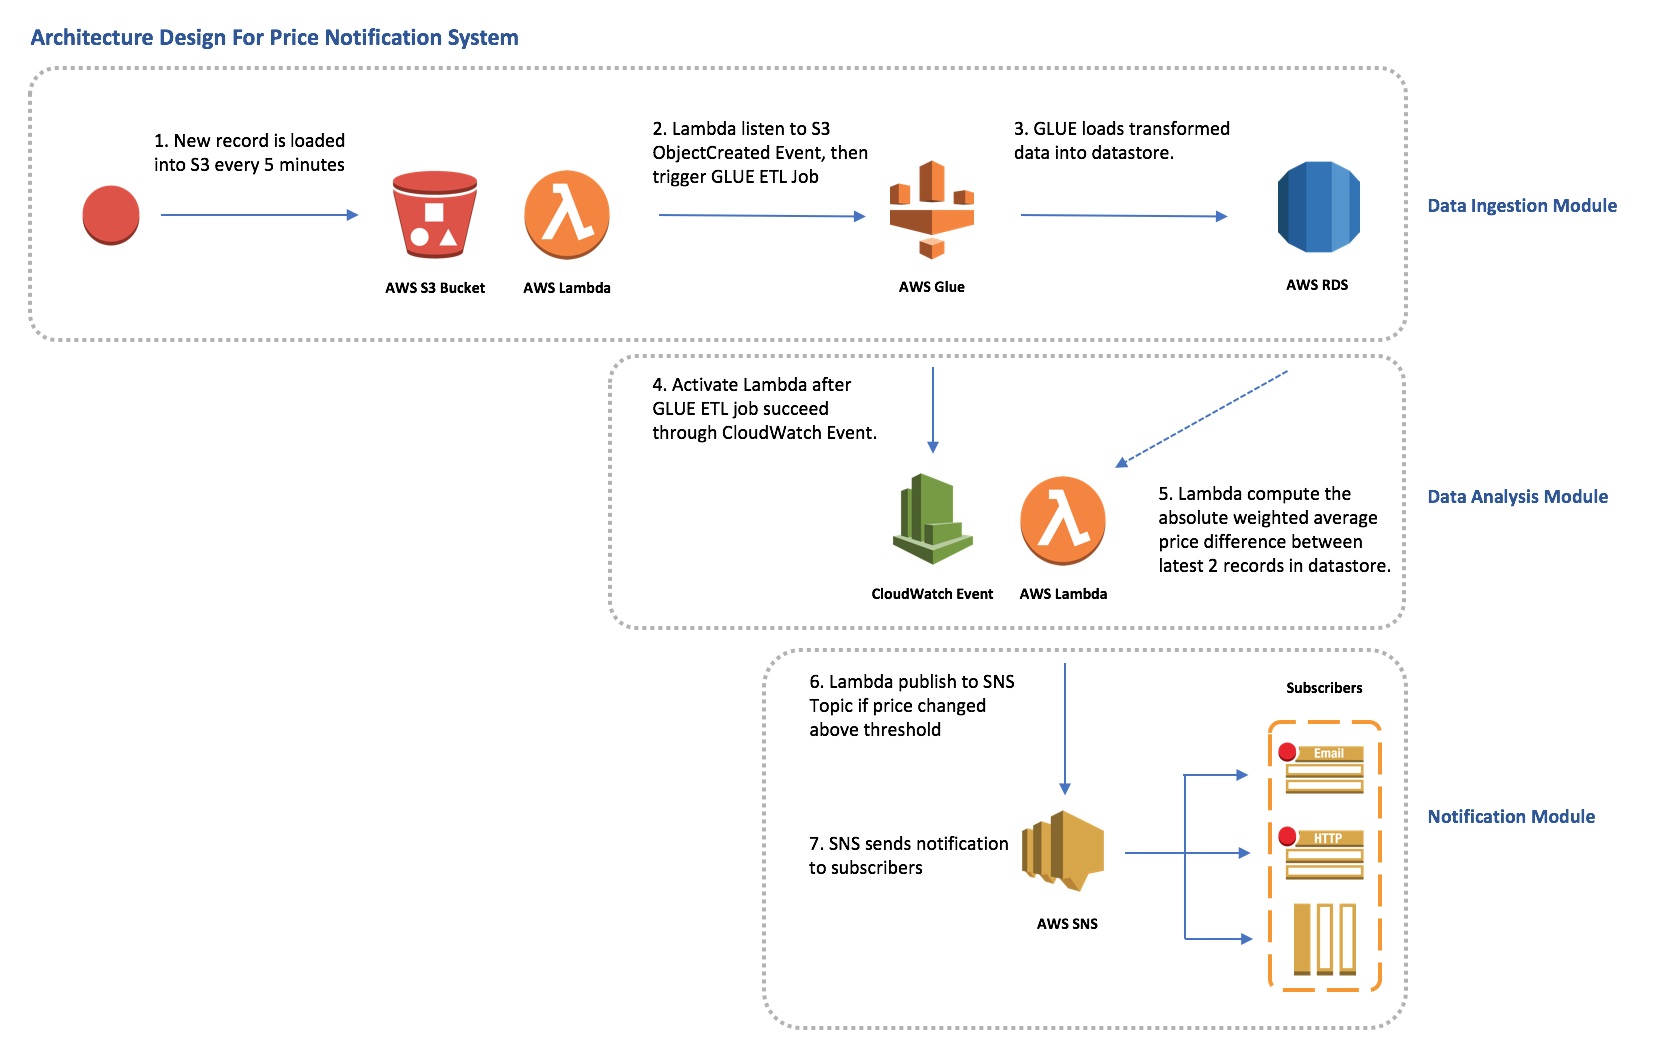 Architecture Design For Price Notification System
1. New record is loaded
into S3 every 5 minutes
2. Lambda listen to S3
ObjectCreated Event, then
trigger GLUE ETL Job
3. GLUE loads transformed
data into datastore.
AWS S3 Bucket
AWS Lambda
AWS Glue
AWS RDS
Data Ingestion Module
4. Activate Lambda after
GLUE ETL job succeed
through CloudWatch Event.
5. Lambda compute the
absolute weighted average
price difference between
latest 2 records in datastore.
CloudWatch Event
AWS Lambda
Data Analysis Module
6. Lambda publish to SNS
Topic if price changed
above threshold
Subscribers
Email
HTTP
7. SNS sends notification
to subscribers
AWS SNS
Notification Module